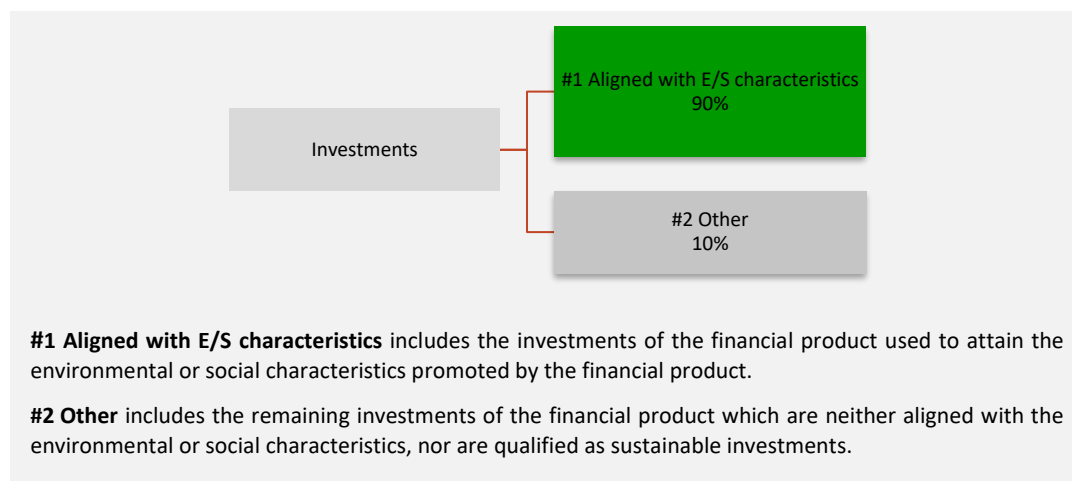 #1 Aligned with E/S characteristics
90%
Investments
#2 Other
10%
#1 Aligned with E/S characteristics includes the investments of the financial product used to attain the
environmental or social characteristics promoted by the financial product.
#2 Other includes the remaining investments of the financial product which are neither aligned with the
environmental or social characteristics, nor are qualified as sustainable investments.